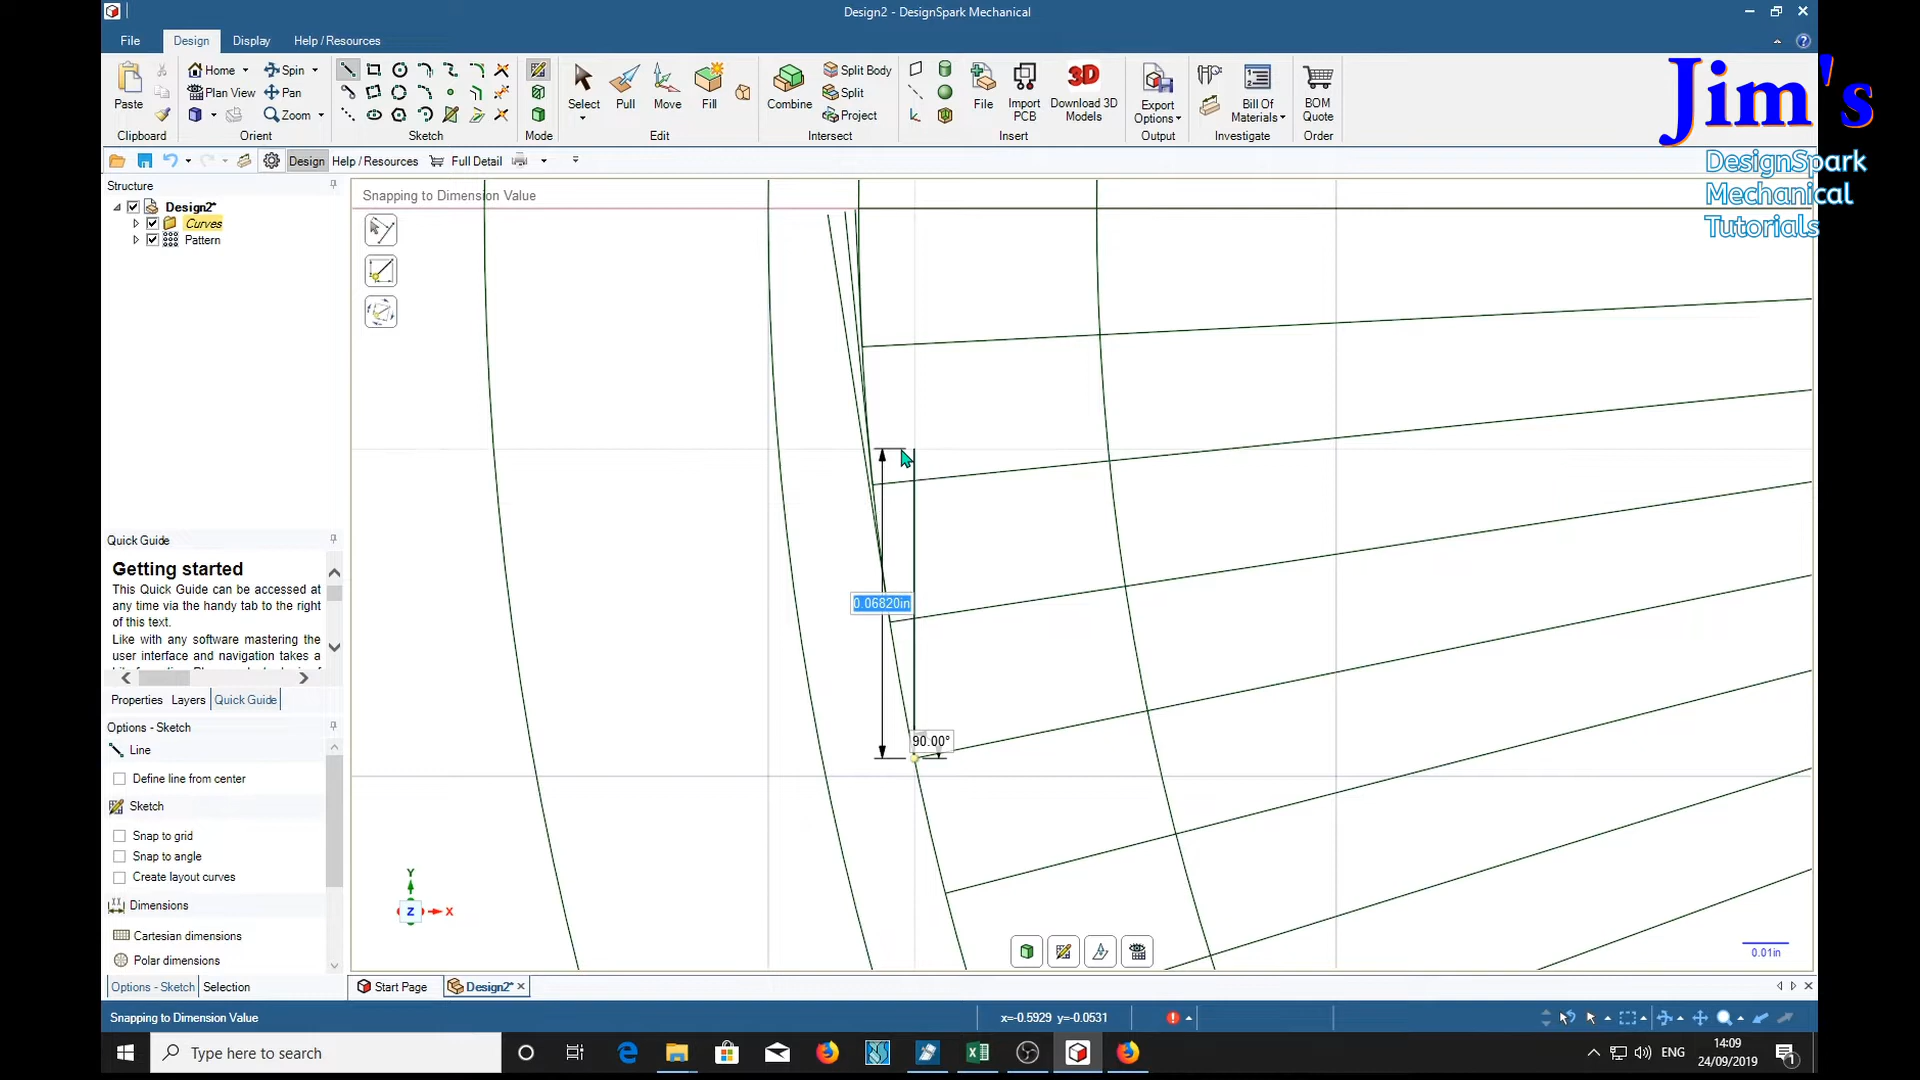 Design2 - DesignSpark Mechanical
File
Design
Display
Help / Resources
Paste
Clipboard
Home
Spin
Plan View
Pan
Zoom
Orient
Sketch
Mode
Select
Pull
Move
Fill
Edit
Combine
Split Body
Split
Project
Intersect
File
Import
PCB
Download 3D
Models
Insert
Export
Options
Output
Bill Of
Materials
Investigate
BOM
Quote
Order
3D
Jim's
DesignSpark
Mechanical
Tutorials
Design
Help / Resources
Full Detail
Structure
Design2*
Curves
Pattern
Snapping to Dimension Value
0.06820in
90.00°
Quick Guide
Getting started
This Quick Guide can be accessed at
any time via the handy tab to the right
of this text.
Like with any software mastering the
user interface and navigation takes a
Properties
Layers
Quick Guide
Options - Sketch
Line
Define line from center
Sketch
Snap to grid
Snap to angle
Create layout curves
Dimensions
Cartesian dimensions
Polar dimensions
Options - Sketch
Selection
Y
Z
X
0.01in
Start Page
Design2*
Snapping to Dimension Value
x=-0.5929 y=-0.0531
Type here to search
ENG
14:09
24/09/2019
1